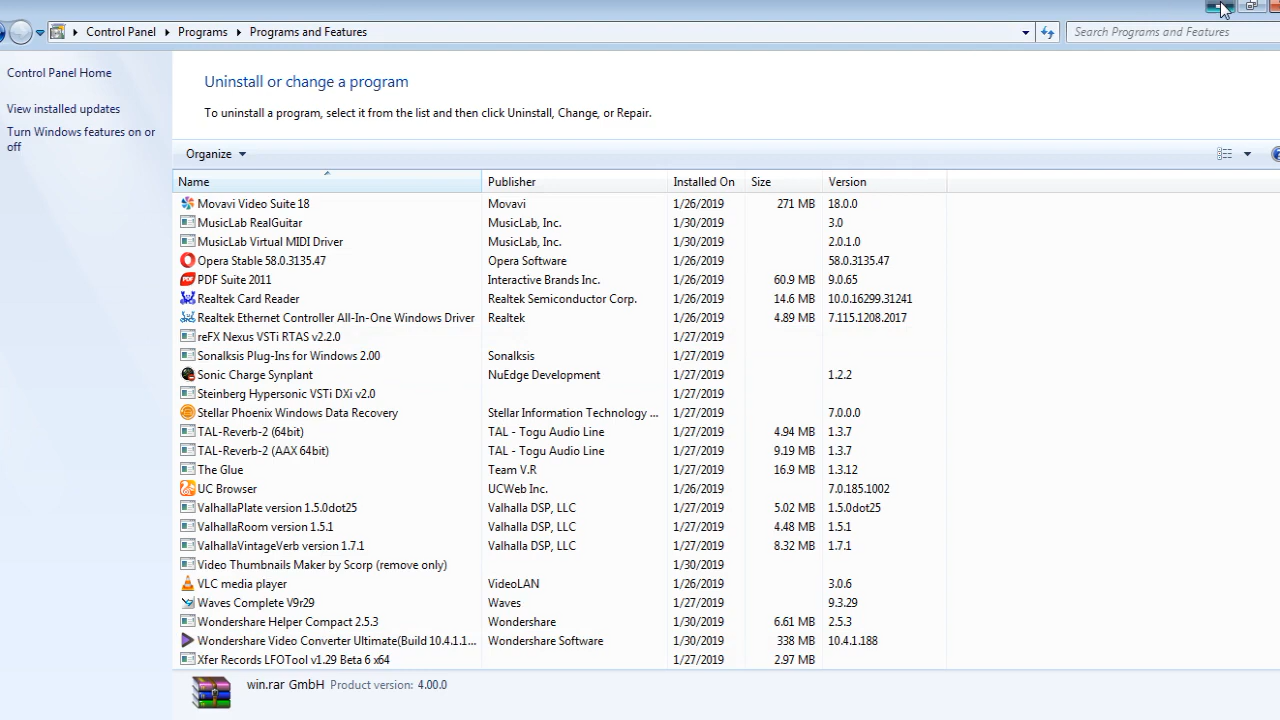 Control Panel Programs Programs and Features Search Programs and Features
Control Panel Home
View installed updates
Turn Windows features on or
off
Uninstall or change a program
To uninstall a program, select it from the list and then click Uninstall, Change, or Repair.
Organize
Name Publisher Installed On Size Version
Movavi Video Suite 18 Movavi 1/26/2019 271 MB 18.0.0
MusicLab RealGuitar MusicLab, Inc. 1/30/2019 3.0
MusicLab Virtual MIDI Driver MusicLab, Inc. 1/30/2019 2.0.1.0
Opera Stable 58.0.3135.47 Opera Software 1/26/2019 58.0.3135.47
PDF Suite 2011 Interactive Brands Inc. 1/26/2019 60.9 MB 9.0.65
Realtek Card Reader Realtek Semiconductor Corp. 1/26/2019 14.6 MB 10.0.16299.31241
Realtek Ethernet Controller All-In-One Windows Driver Realtek 1/26/2019 4.89 MB 7.115.1208.2017
reFX Nexus VSTi RTAS v2.2.0 1/27/2019
Sonalksis Plug-Ins for Windows 2.00 Sonalksis 1/27/2019
Sonic Charge Synplant NuEdge Development 1/27/2019 1.2.2
Steinberg Hypersonic VSTi DXi v2.0 1/27/2019
Stellar Phoenix Windows Data Recovery Stellar Information Technology ... 1/27/2019 7.0.0.0
TAL-Reverb-2 (64bit) TAL - Togu Audio Line 1/27/2019 4.94 MB 1.3.7
TAL-Reverb-2 (AAX 64bit) TAL - Togu Audio Line 1/27/2019 9.19 MB 1.3.7
The Glue Team V.R 1/27/2019 16.9 MB 1.3.12
UC Browser UCWeb Inc. 1/26/2019 7.0.185.1002
ValhallaPlate version 1.5.0dot25 Valhalla DSP, LLC 1/27/2019 5.02 MB 1.5.0dot25
ValhallaRoom version 1.5.1 Valhalla DSP, LLC 1/27/2019 4.48 MB 1.5.1
ValhallaVintageVerb version 1.7.1 Valhalla DSP, LLC 1/27/2019 8.32 MB 1.7.1
Video Thumbnails Maker by Scorp (remove only) 1/30/2019
VLC media player VideoLAN 1/26/2019 3.0.6
Waves Complete V9r29 Waves 1/27/2019 9.3.29
Wondershare Helper Compact 2.5.3 Wondershare 1/30/2019 6.61 MB 2.5.3
Wondershare Video Converter Ultimate(Build 10.4.1.1... Wondershare Software 1/30/2019 338 MB 10.4.1.188
Xfer Records LFOTool v1.29 Beta 6 x64 1/27/2019 2.97 MB
win.rar GmbH Product version: 4.00.0